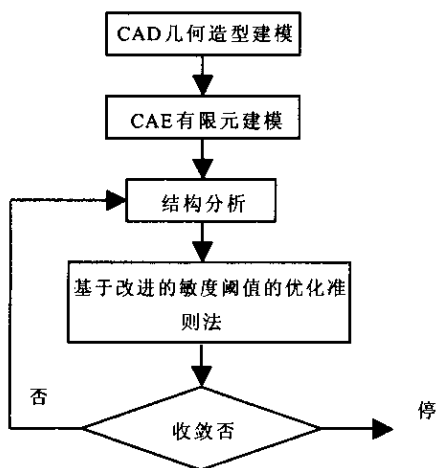 CAD几何造型建模
CAE有限元建模
结构分析
基于改进的敏度阈值的优化准
则法
否
收敛否
停